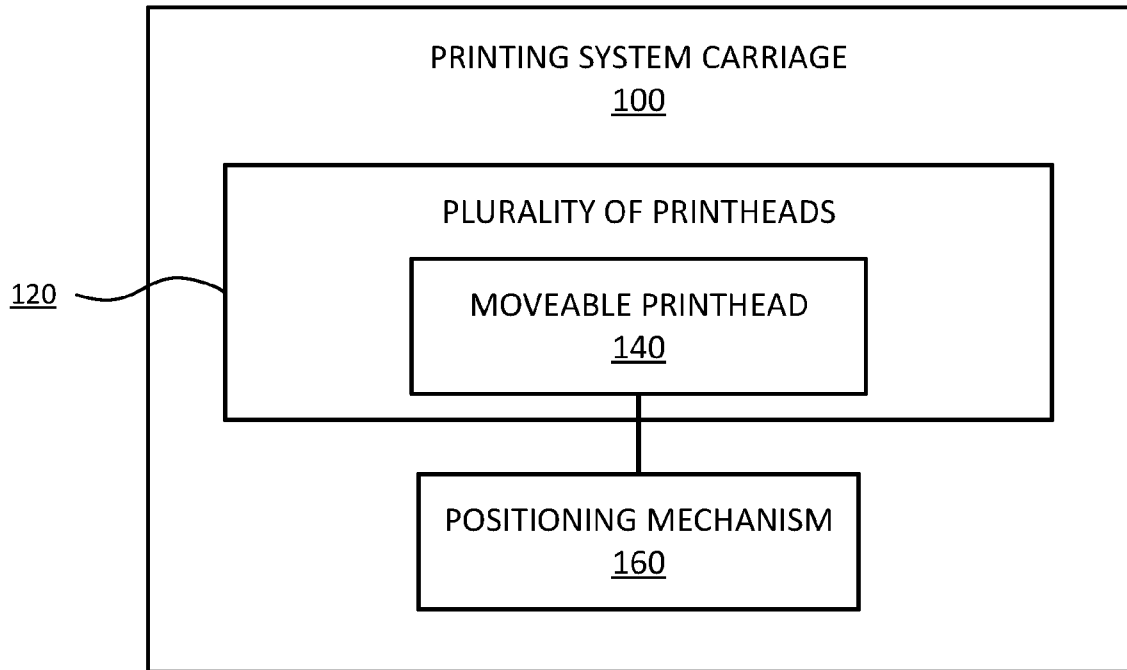 PRINTING SYSTEM CARRIAGE
100
PLURALITY OF PRINTHEADS
120
MOVEABLE PRINTHEAD
140
POSITIONING MECHANISM
160